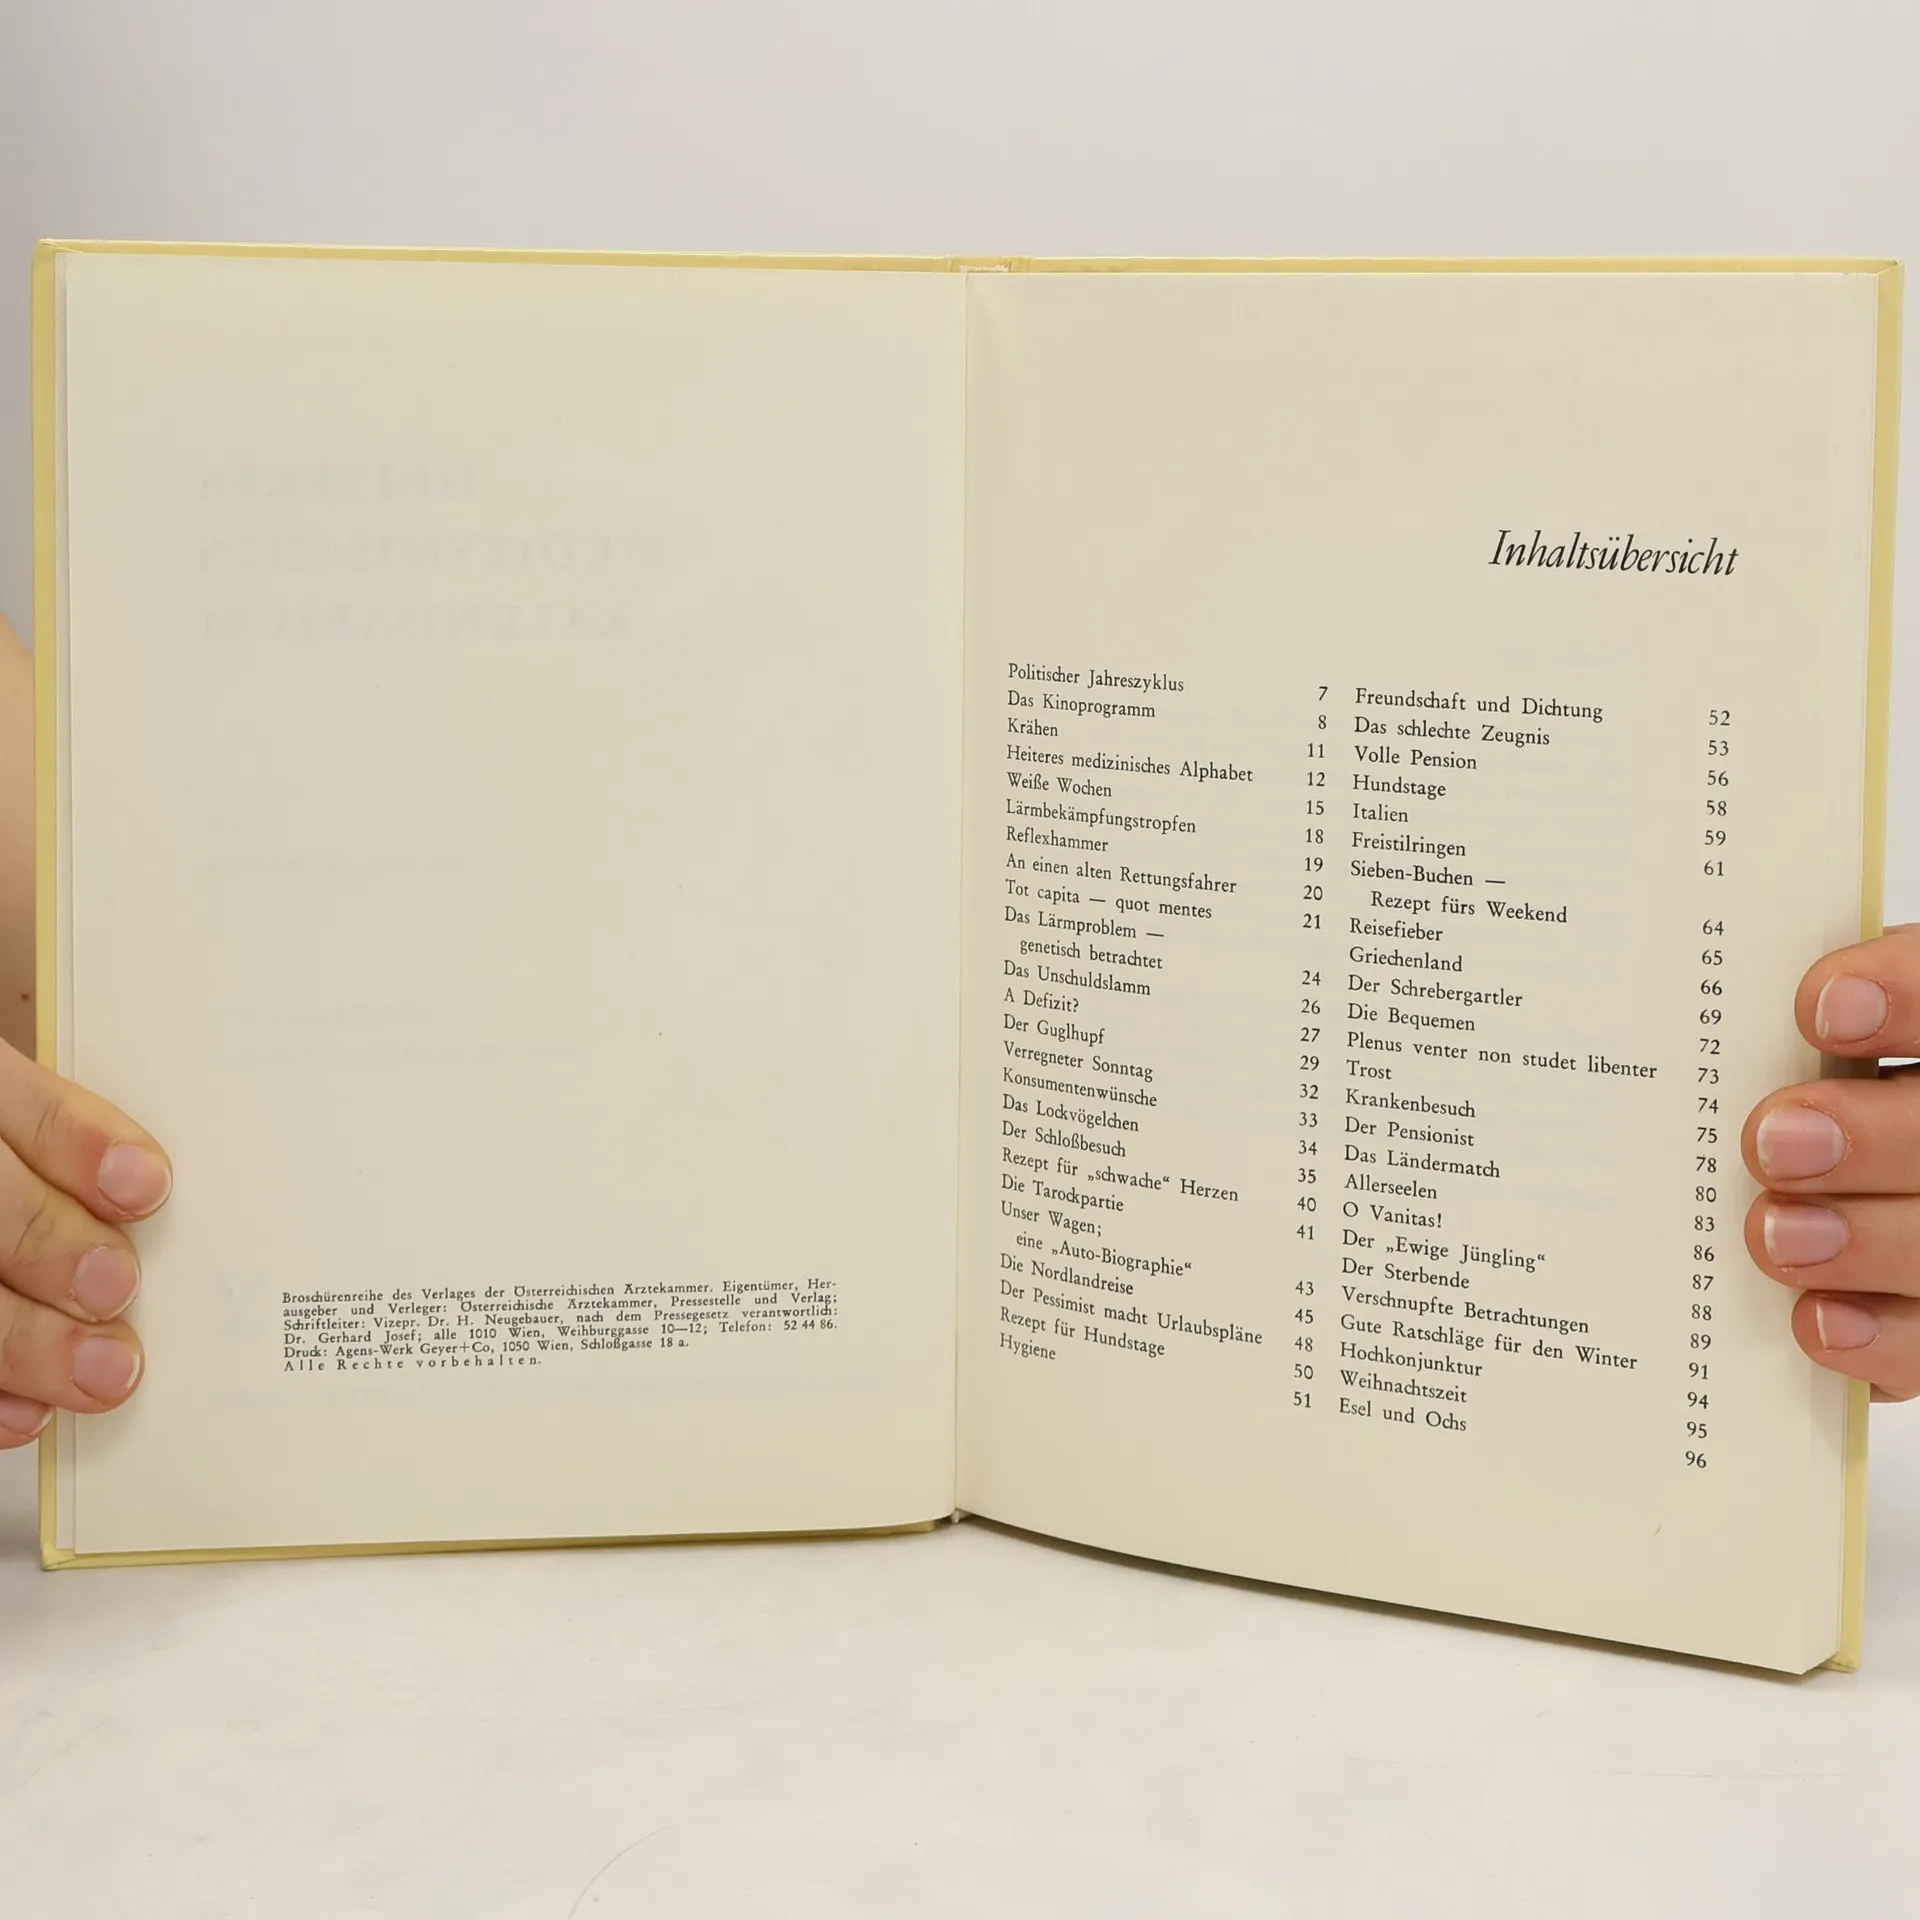 HEITERES
MEDIZINISCHES
KALENDARIUM
Broschürenreihe des Verlages der Österreichischen Ärztekammer. Eigentümer, Her-
ausgeber und Verleger: Österreichische Ärztekammer, Pressestelle und Verlag;
Schriftleiter: Vizepr. Dr. H. Neugebauer, nach dem Pressegesetz verantwortlich:
Dr. Gerhard Josef; alle 1010 Wien, Weihburggasse 10—12; Telefon: 52 44 86.
Druck: Agens-Werk Geyer+Co, 1050 Wien, Schloßgasse 18 a.
Alle Rechte vorbehalten.
Inhaltsübersicht
Politischer Jahreszyklus 7
Das Kinoprogramm 8
Krähen 11
Heiteres medizinisches Alphabet 12
Weiße Wochen 15
Lärmbekämpfungstropfen 18
Reflexhammer 19
An einen alten Rettungsfahrer 20
Tot capita — quot mentes 21
Das Lärmproblem —
genetisch betrachtet 24
Das Unschuldslamm 26
A Defizit? 27
Der Guglhupf 29
Verregneter Sonntag 32
Konsumentenwünsche 33
Das Lockvögelchen 34
Der Schloßbesuch 35
Rezept für „schwache“ Herzen 40
Die Tarockpartie 41
Unser Wagen;
eine „Auto-Biographie“ 43
Die Nordlandreise 45
Der Pessimist macht Urlaubspläne 48
Rezept für Hundstage 50
Hygiene 51
Freundschaft und Dichtung 52
Das schlechte Zeugnis 53
Volle Pension 56
Hundstage 58
Italien 59
Freistilringen 61
Sieben-Buchen —
Rezept fürs Weekend 64
Reisefieber 65
Griechenland 66
Der Schrebergartler 69
Die Bequemen 72
Plenus venter non studet libenter 73
Trost 74
Krankenbesuch 75
Der Pensionist 78
Das Ländermatch 80
Allerseelen 83
O Vanitas! 86
Der „Ewige Jüngling“ 87
Der Sterbende 88
Verschnupfte Betrachtungen 89
Gute Ratschläge für den Winter 91
Hochkonjunktur 94
Weihnachtszeit 95
Esel und Ochs 96